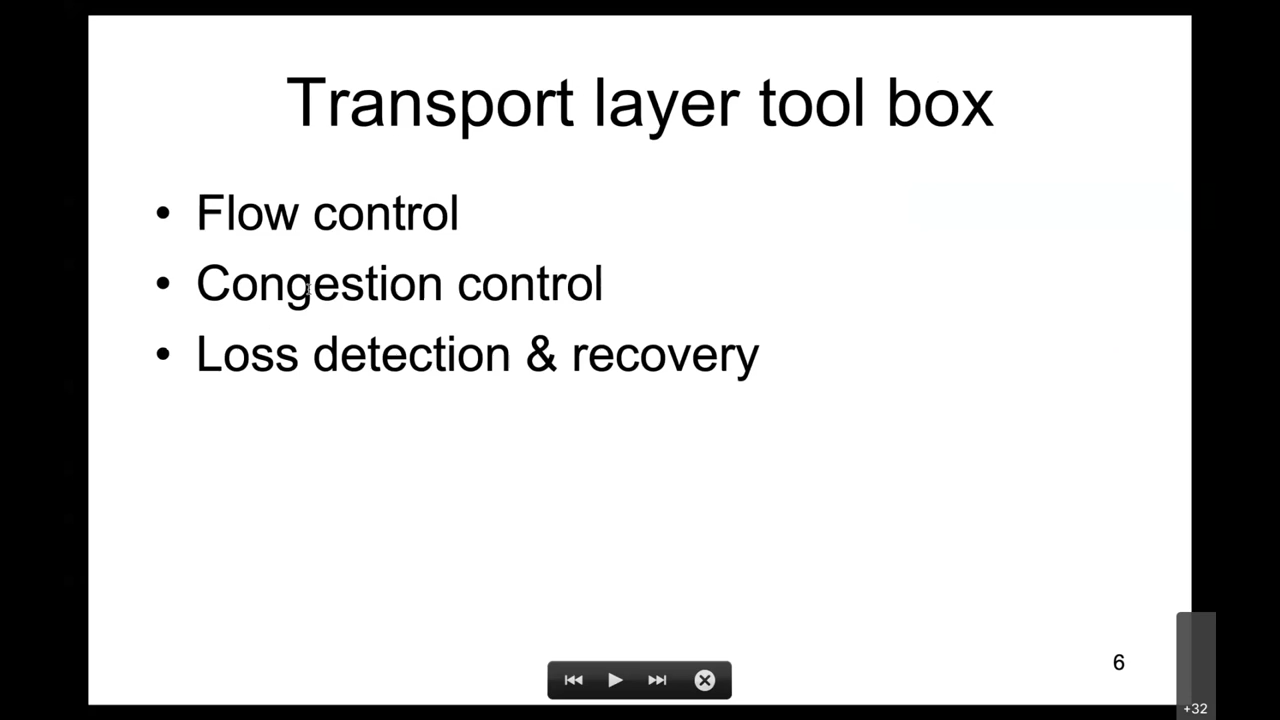 Transport layer tool box
• Flow control
• Congestion control
• Loss detection & recovery
6
+32